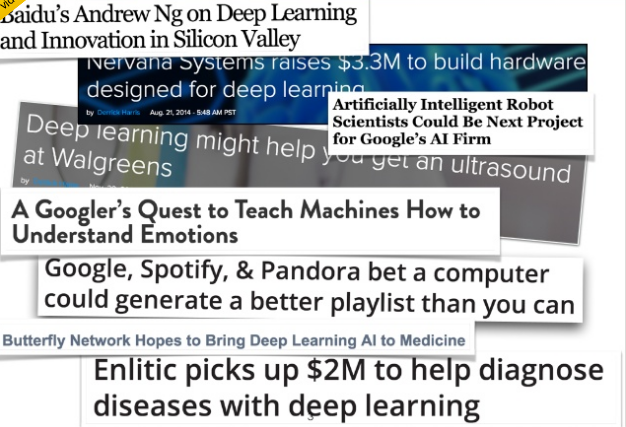 Baidu's Andrew Ng on Deep Learning
and Innovation in Silicon Valley
Nervana Systems raises $3.3M to build hardware
designed for deep learning
by Derrick Harris Aug. 21, 2014 - 5:48 AM PST
Artificially Intelligent Robot
Scientists Could Be Next Project
for Google's AI Firm
Deep learning might help you get an ultrasound
at Walgreens
by
A Googler's Quest to Teach Machines How to
Understand Emotions
Google, Spotify, & Pandora bet a computer
could generate a better playlist than you can
Butterfly Network Hopes to Bring Deep Learning AI to Medicine
Enlitic picks up $2M to help diagnose
diseases with deep learning